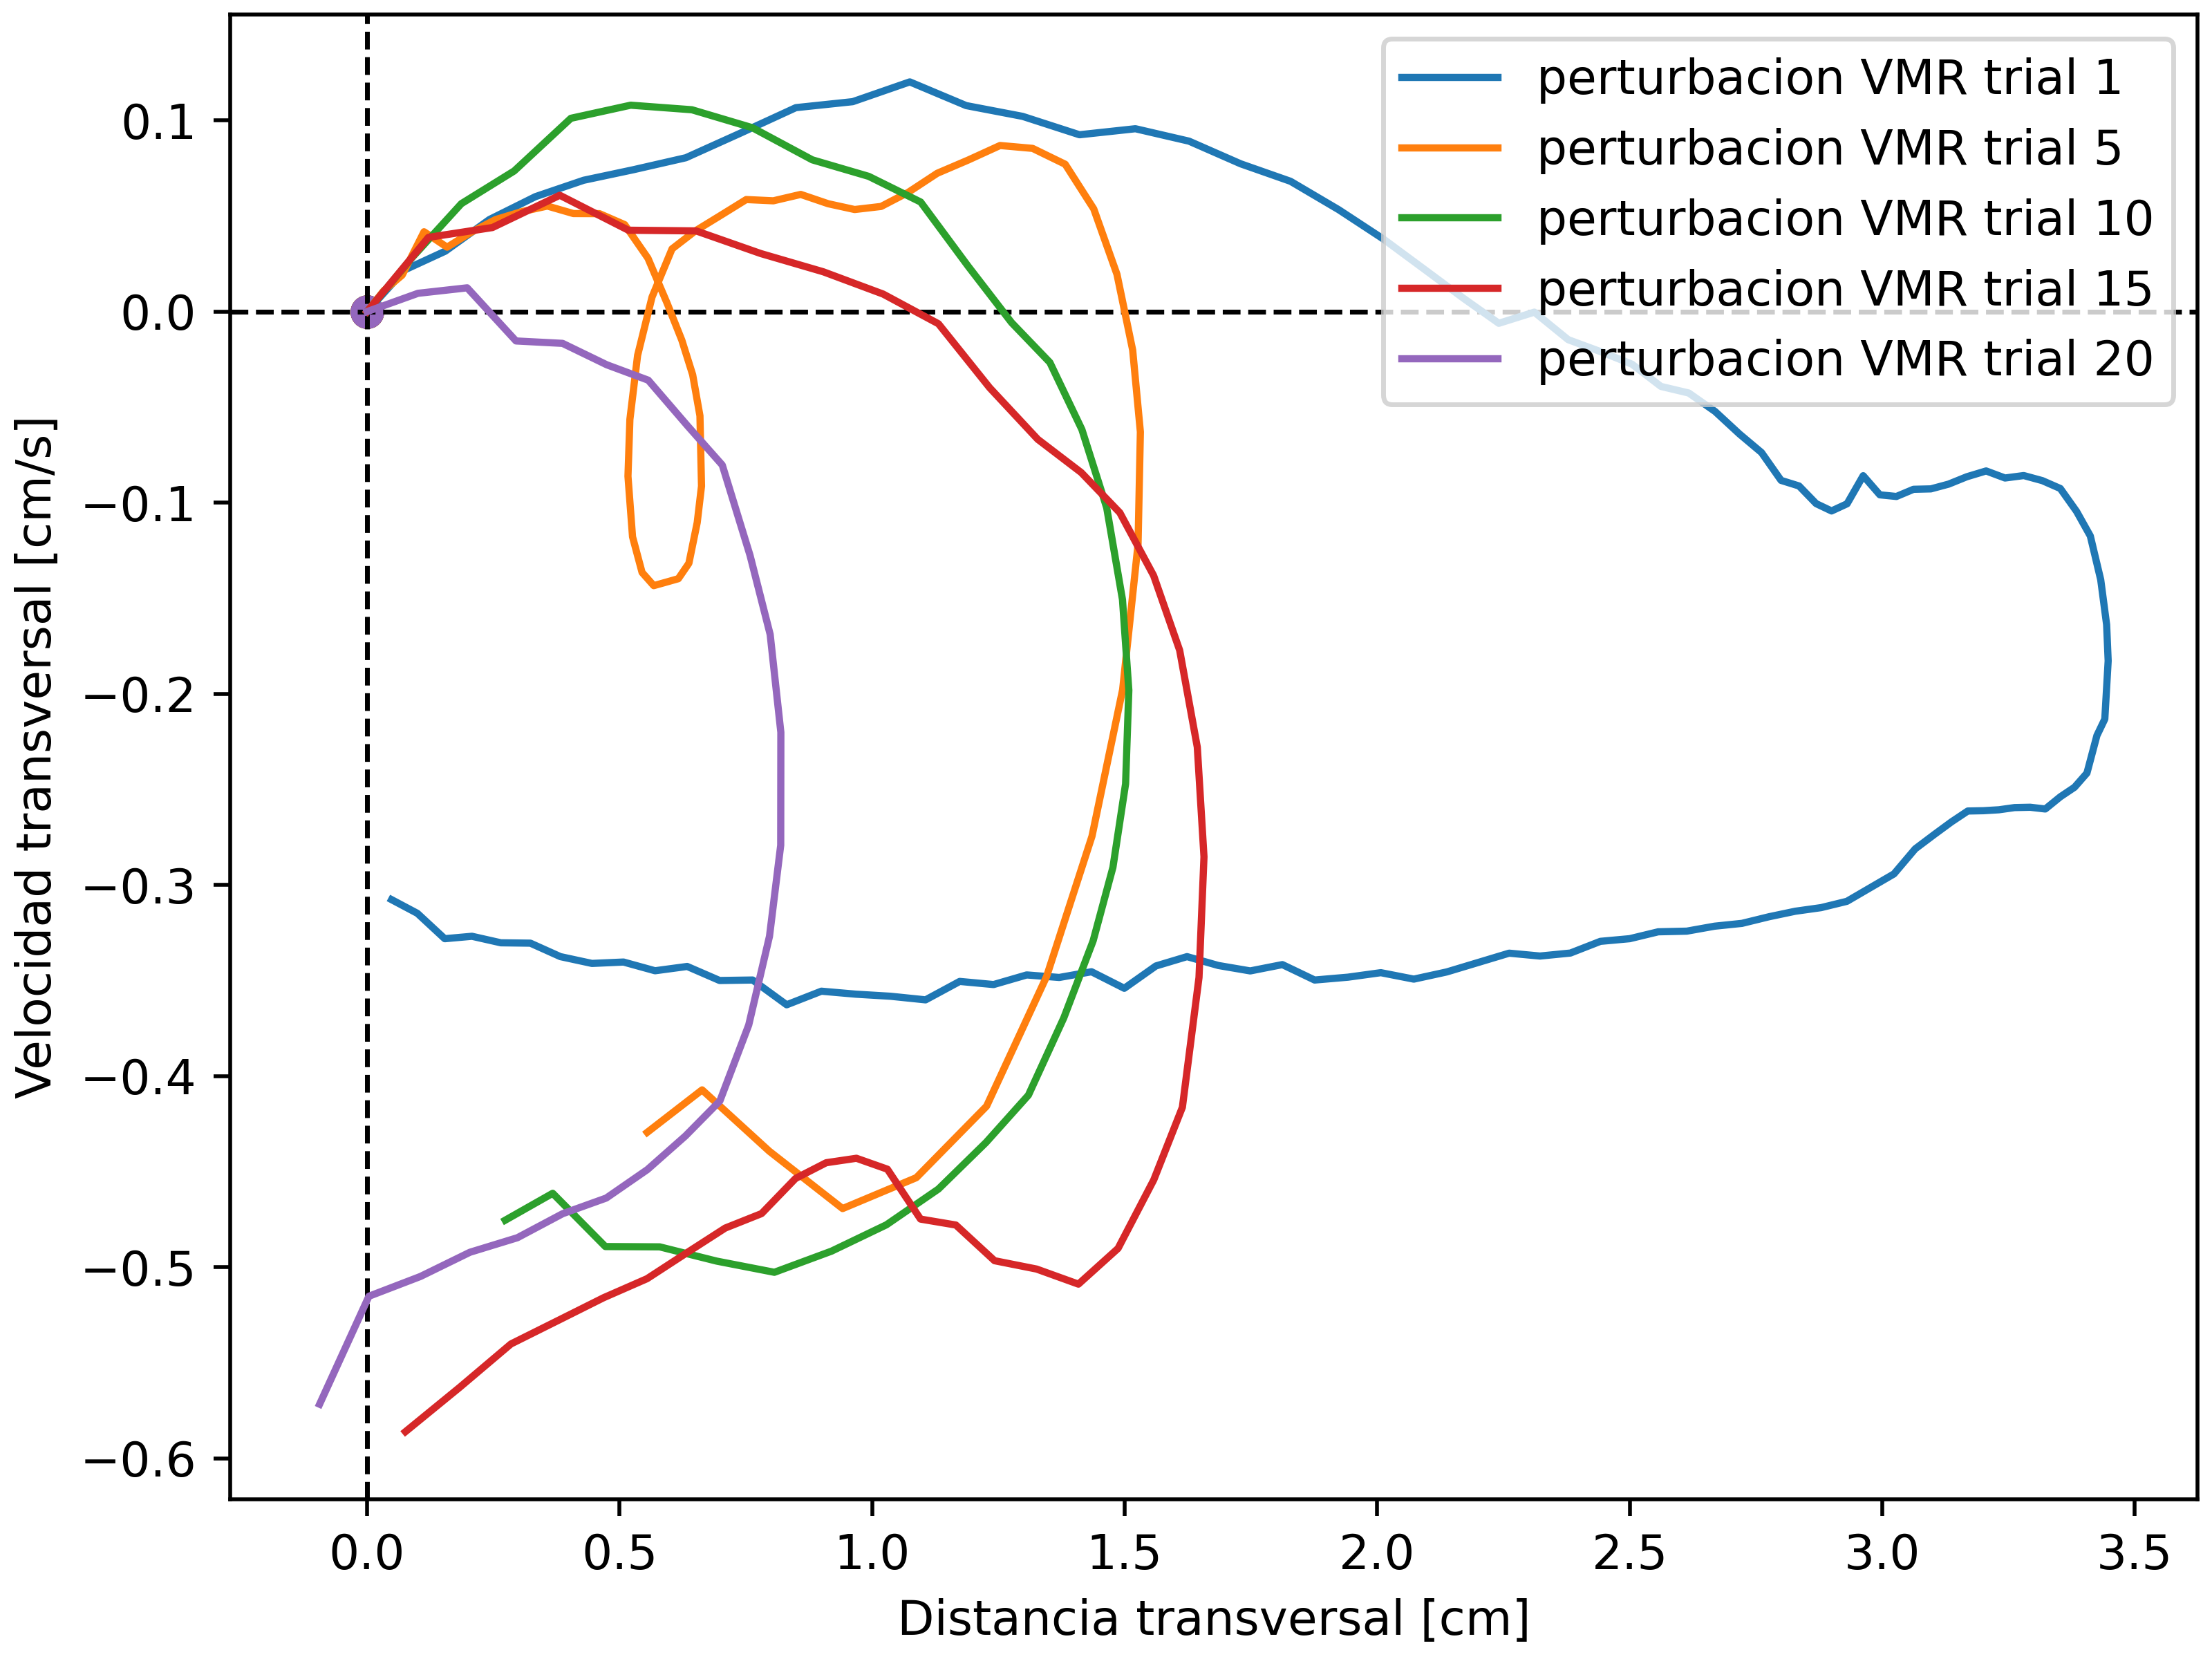 perturbacion VMR trial 1
perturbacion VMR trial 5
perturbacion VMR trial 10
perturbacion VMR trial 15
perturbacion VMR trial 20
Velocidad transversal [cm/s]
0.1
0.0
−0.1
−0.2
−0.3
−0.4
−0.5
−0.6
0.0 0.5 1.0 1.5 2.0 2.5 3.0 3.5
Distancia transversal [cm]